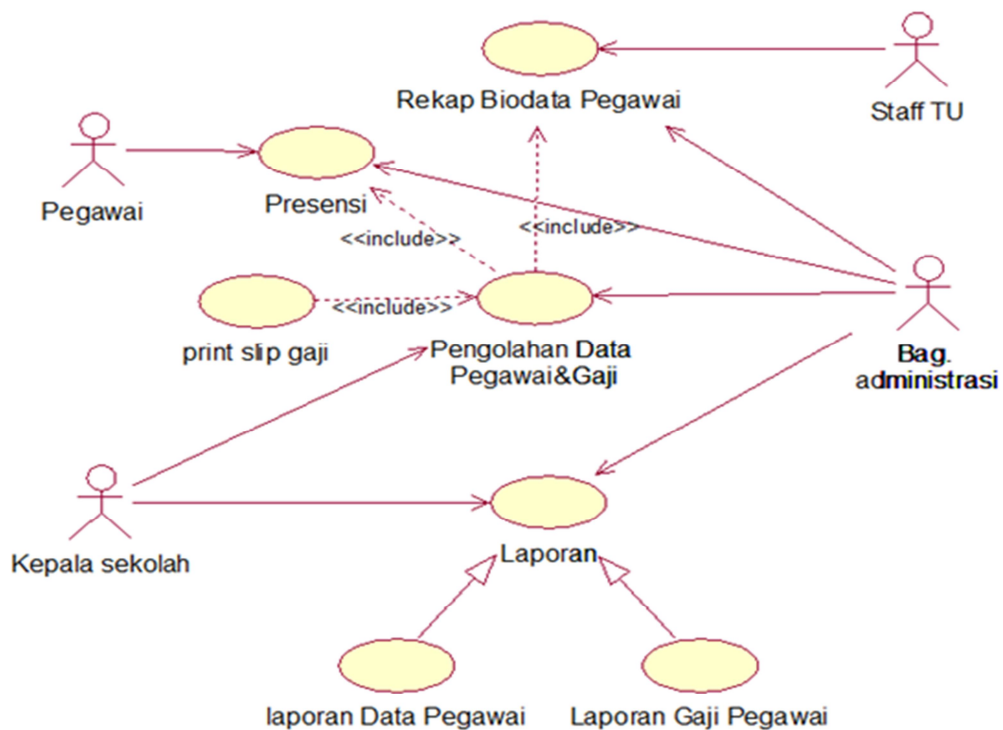 Rekap Biodata Pegawai
Staff TU
Pegawai
Presensi
<<include>>
<<include>>
<<include>>
print slip gaji
Pengolahan Data
Pegawai&Gaji
Bag.
administrasi
Kepala sekolah
Laporan
laporan Data Pegawai
Laporan Gaji Pegawai